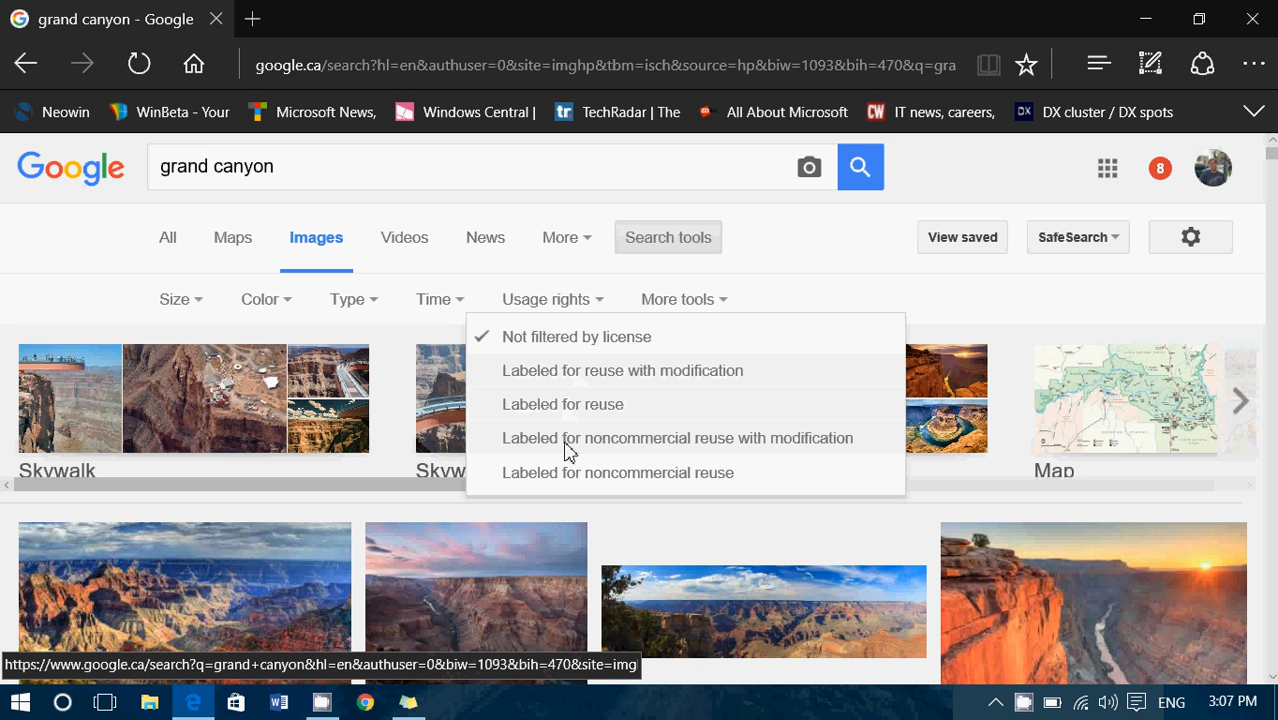 grand canyon - Google
google.ca/search?hl=en&authuser=0&site=imghp&tbm=isch&source=hp&biw=1093&bih=470&q=gra
Neowin WinBeta - Your Microsoft News, Windows Central | TechRadar | The All About Microsoft CW IT news, careers, DX DX cluster / DX spots
Google grand canyon 8
All Maps Images Videos News More Search tools View saved SafeSearch
Size Color Type Time Usage rights More tools
Not filtered by license
Labeled for reuse with modification
Labeled for reuse
Labeled for noncommercial reuse with modification
Labeled for noncommercial reuse
Skywalk Skyw Map
https://www.google.ca/search?q=grand+canyon&hl=en&authuser=0&biw=1093&bih=470&site=img
ENG 3:07 PM